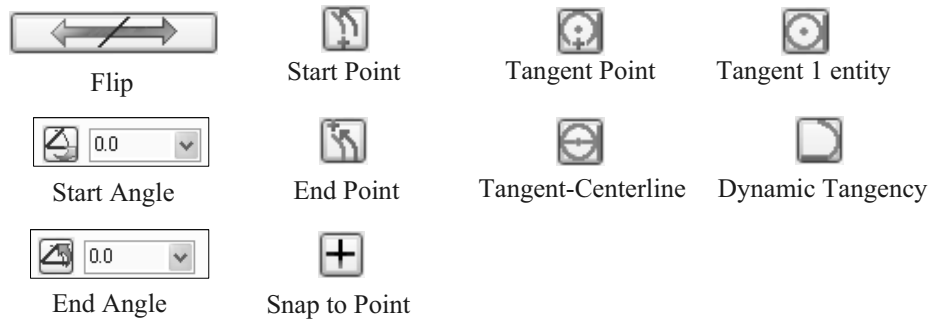 Flip
Start Point
Tangent Point
Tangent 1 entity
0.0
Start Angle
End Point
Tangent-Centerline
Dynamic Tangency
0.0
End Angle
Snap to Point